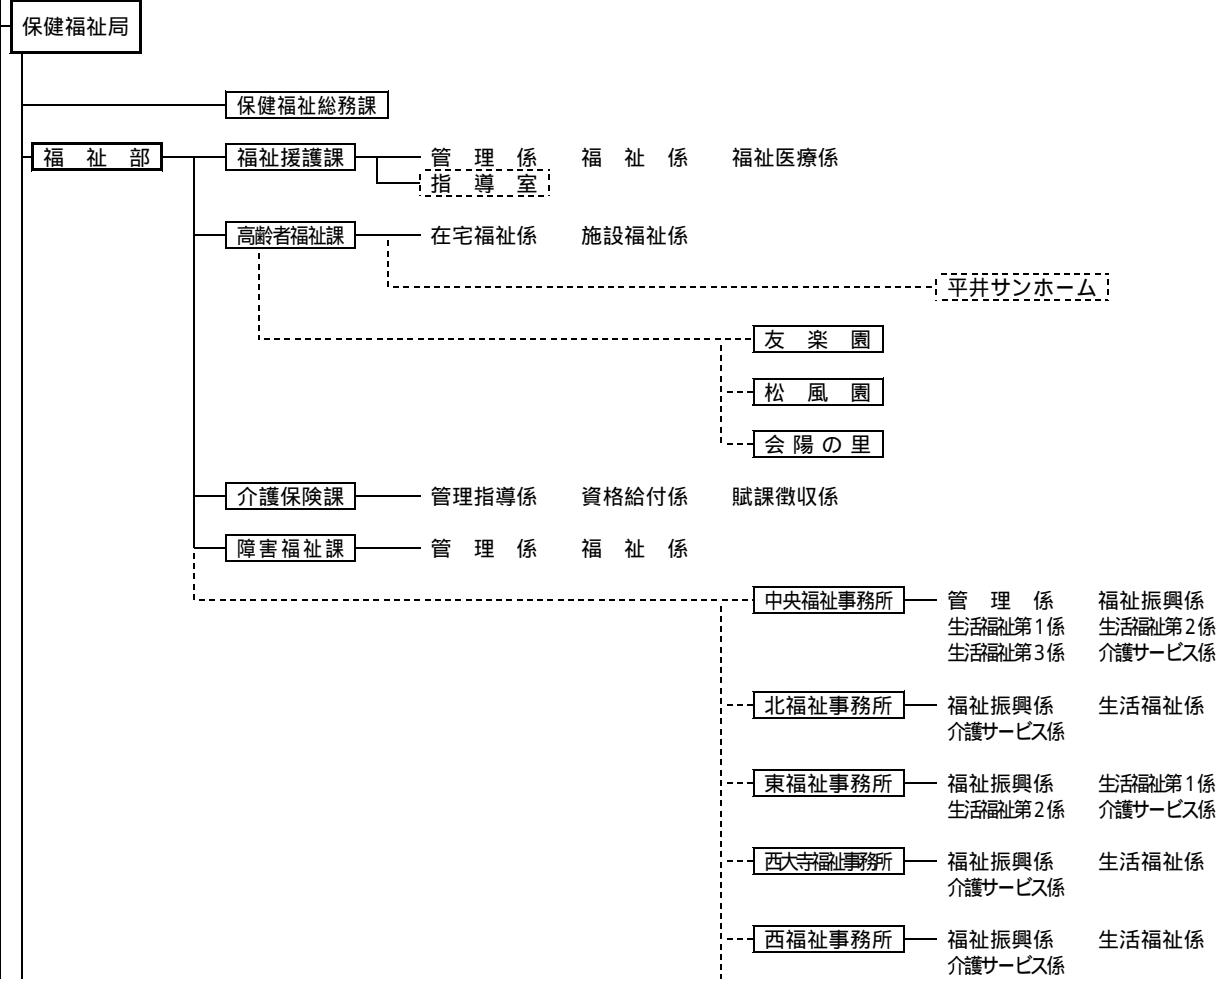 保健福祉局
保健福祉総務課
福　祉　部　福祉援護課　管　理　係　福　祉　係　福祉医療係
指　導　室
高齢者福祉課　在宅福祉係　施設福祉係
平井サンホーム
友　楽　園
松　風　園
会陽の里
介護保険課　管理指導係　資格給付係　賦課徴収係
障害福祉課　管　理　係　福　祉　係
中央福祉事務所　管　理　係　福祉振興係
生活福祉第1係　生活福祉第2係
生活福祉第3係　介護サービス係
北福祉事務所　福祉振興係　生活福祉係
介護サービス係
東福祉事務所　福祉振興係　生活福祉第1係
生活福祉第2係　介護サービス係
西大寺福祉事務所　福祉振興係　生活福祉係
介護サービス係
西福祉事務所　福祉振興係　生活福祉係
介護サービス係